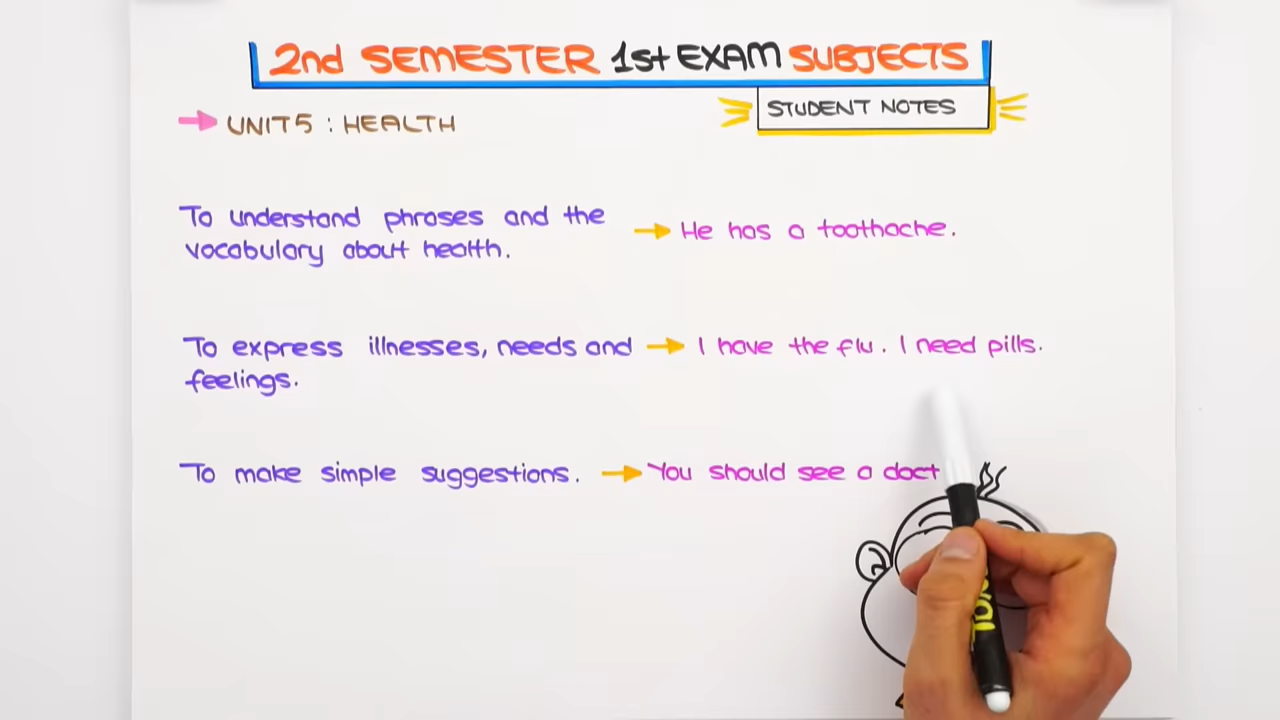 2nd SEMESTER 1st EXAM SUBJECTS
STUDENT NOTES
UNIT5 : HEALTH
To understand phrases and the → He has a toothache.
vocabulary about health.
To express illnesses, needs and → I have the flu. I need pills.
feelings.
To make simple suggestions. → You should see a doct